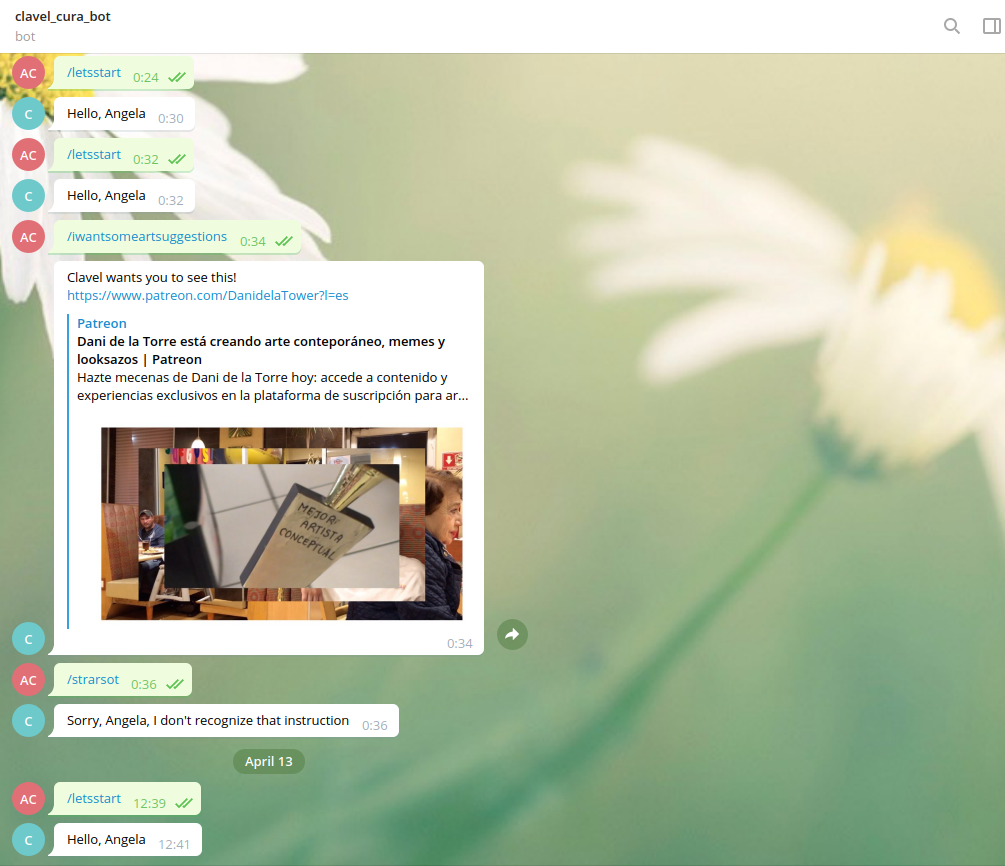 clavel_cura_bot
bot
AC
/letsstart 0:24
C
Hello, Angela 0:30
AC
/letsstart 0:32
C
Hello, Angela 0:32
AC
/iwantsomeartsuggestions 0:34
Clavel wants you to see this!
https://www.patreon.com/DanidelaTower?l=es
Patreon
Dani de la Torre está creando arte conteporáneo, memes y
looksazos | Patreon
Hazte mecenas de Dani de la Torre hoy: accede a contenido y
experiencias exclusivos en la plataforma de suscripción para ar...
MEJOR
ARTISTA
CONCEPTUAL
C
0:34
AC
/strarsot 0:36
C
Sorry, Angela, I don't recognize that instruction 0:36
April 13
AC
/letsstart 12:39
C
Hello, Angela 12:41